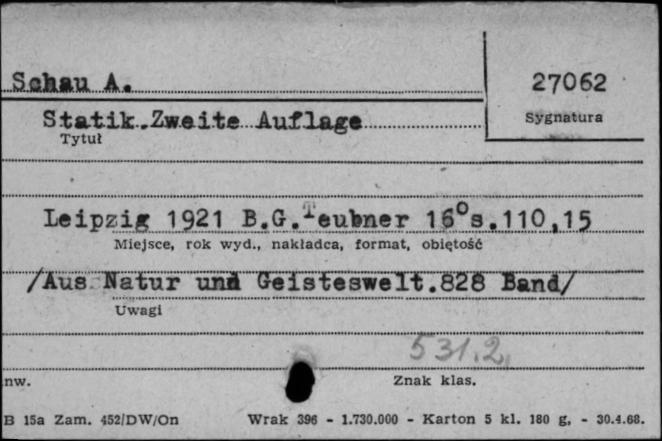 Schau A.
27062
Sygnatura
Statik.Zweite Auflage
Tytuł
Leipzig 1921 B.G.Teubner 16°s.110,15
Miejsce, rok wyd., nakładca, format, objętość
/Aus Natur und Geisteswelt.828 Band/
Uwagi
531.2,
nw.
Znak klas.
B 15a Zam. 452/DW/On Wrak 396 - 1.730.000 - Karton 5 kl. 180 g, - 30.4.68.